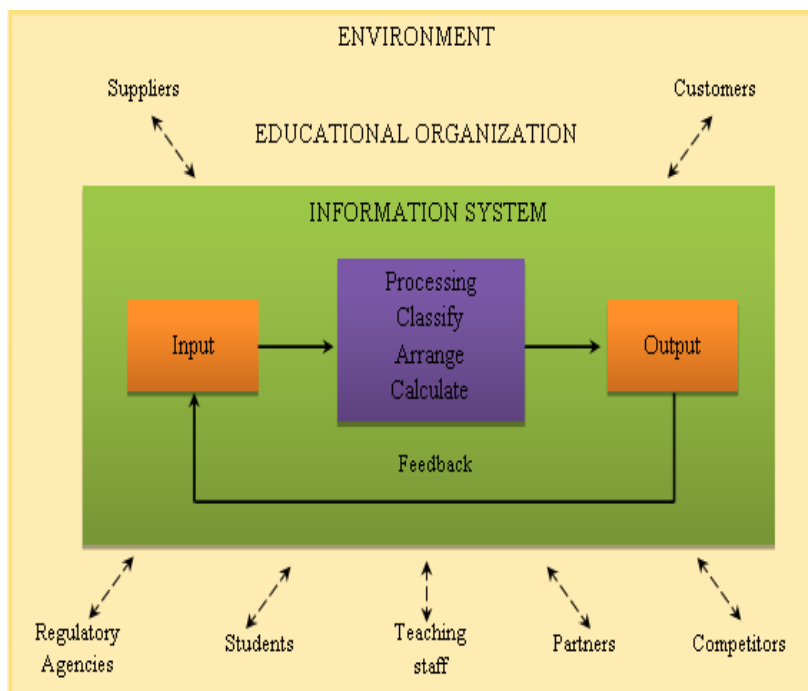 ENVIRONMENT
Suppliers
Customers
EDUCATIONAL ORGANIZATION
INFORMATION SYSTEM
Input
Processing
Classify
Arrange
Calculate
Output
Feedback
Regulatory
Agencies
Students
Teaching
staff
Partners
Competitors